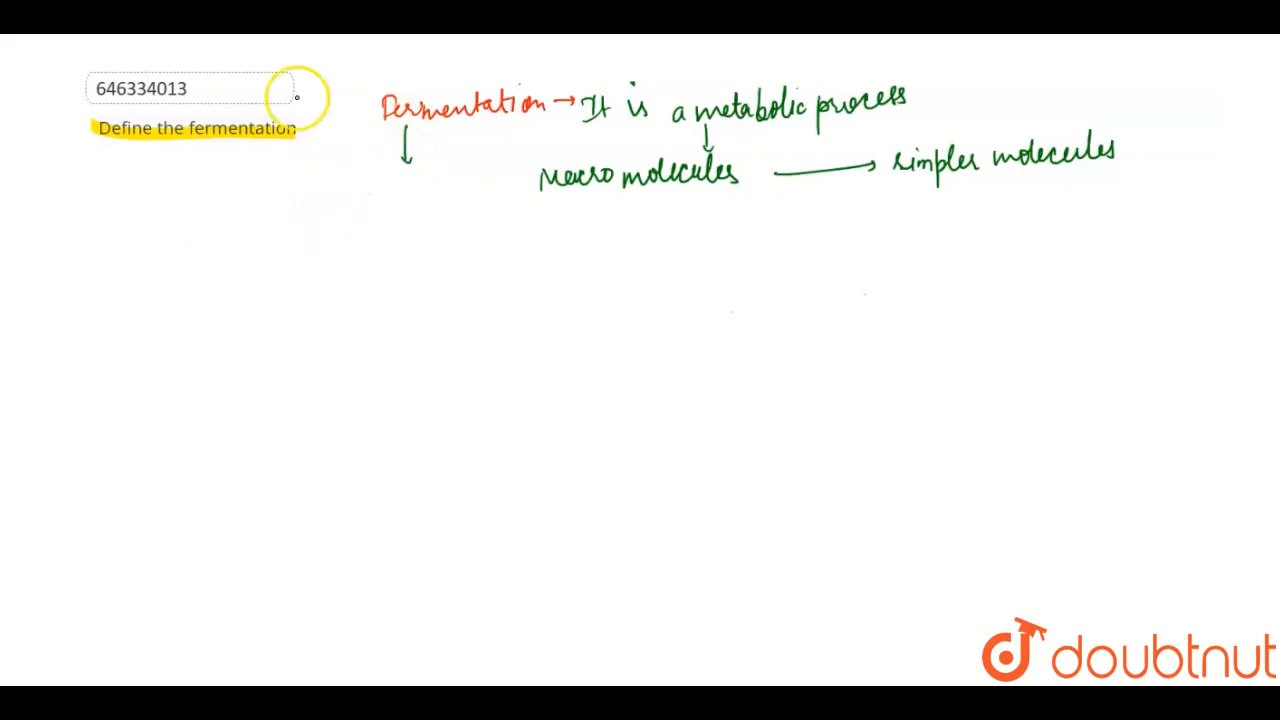 646334013
Define the fermentation
Fermentation → It is a metabolic process
Macro molecules → simpler molecules
doubtnut